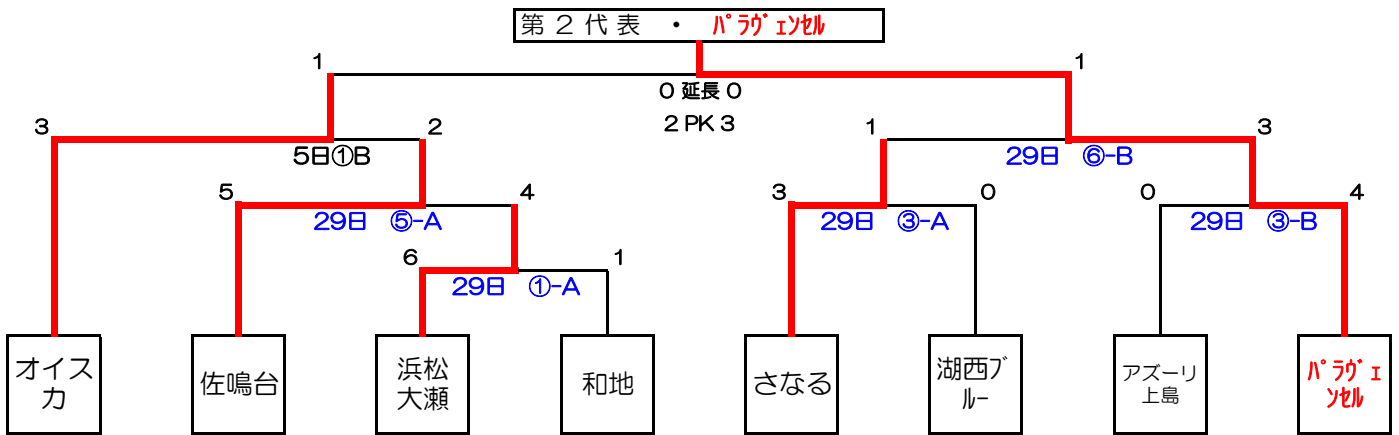 第２代表 ・ ﾊﾟﾗｳﾞｪﾝｾﾙ
1 1
0 延長 0
2 PK 3
3 2 1 3
5日①B 29日 ⑥-B
5 4 3 0 0 4
29日 ⑤-A 29日 ③-A 29日 ③-B
6 1
29日 ①-A
オイス
カ
佐鳴台
浜松
大瀬
和地
さなる
湖西ﾌﾞ
ﾙｰ
アズーリ
上島
ﾊﾟﾗｳﾞｪ
ﾝｾﾙ